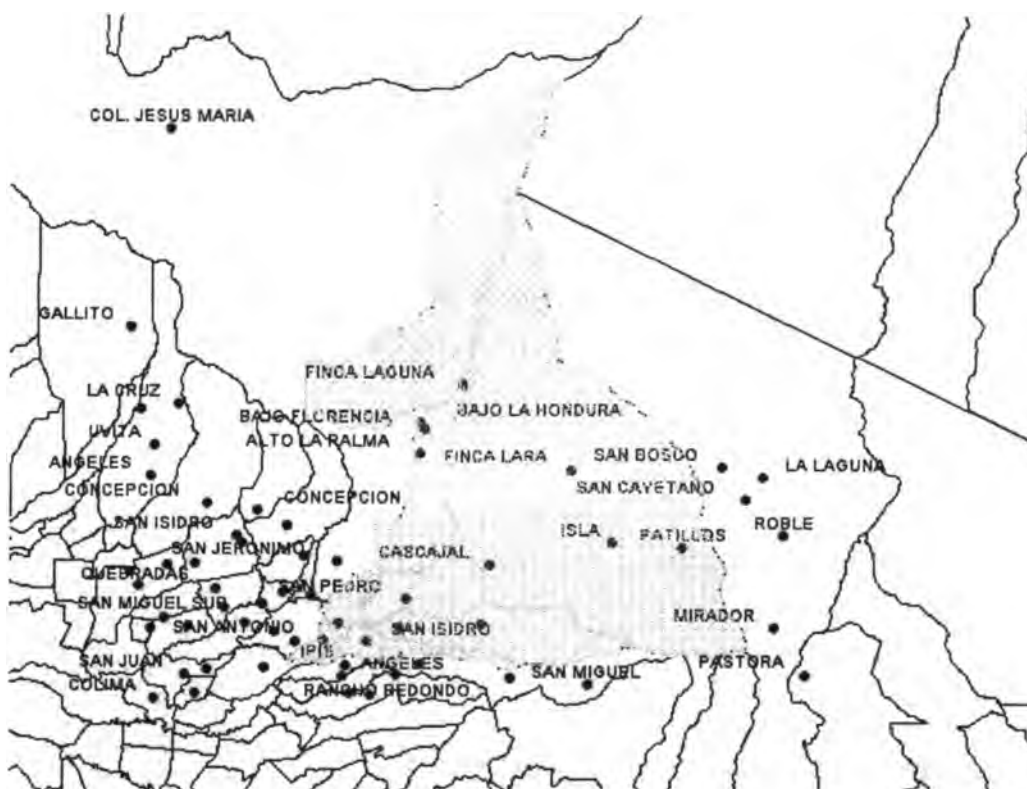 COL. JESUS MARIA
GALLITO
FINCA LAGUNA
LA CRUZ
BAJO FLORENCIA
BAJO LA HONDURA
UVITA
ALTO LA PALMA
ANGELES
FINCA LARA
SAN BOSCO
LA LAGUNA
CONCEPCION
CONCEPCION
SAN CAYETANO
SAN ISIDRO
ISLA
PATILLOS
ROBLE
SAN JERONIMO
CASCAJAL
QUEBRADAS
SAN PEDRO
SAN MIGUEL SUR
MIRADOR
SAN ANTONIO
SAN ISIDRO
IPIS
SAN JUAN
ANGELES
SAN MIGUEL
PASTORA
COLIMA
RANCHO REDONDO